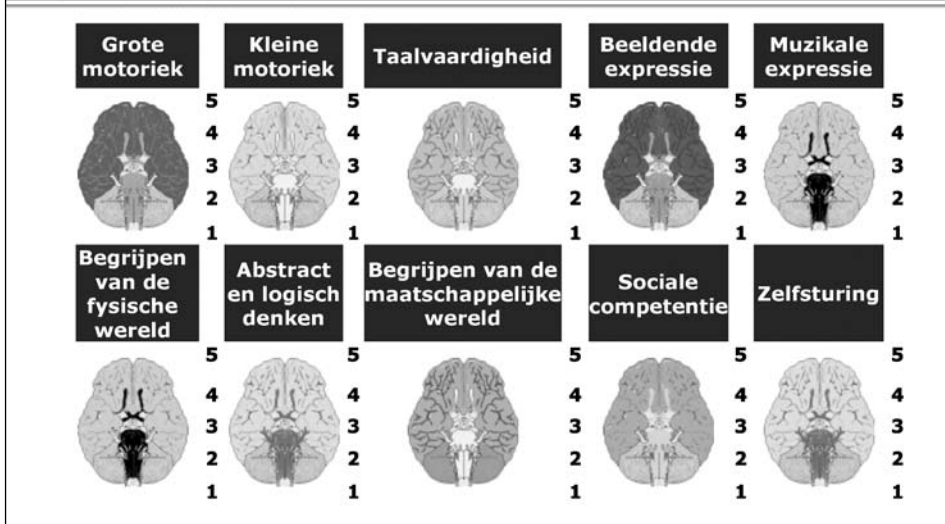 Grote
motoriek
Kleine
motoriek
Taalvaardigheid
Beeldende
expressie
Muzikale
expressie
5
4
3
2
1
5
4
3
2
1
5
4
3
2
1
5
4
3
2
1
5
4
3
2
1
Begrijpen
van de
fysische
wereld
Abstract
en logisch
denken
Begrijpen van de
maatschappelijke
wereld
Sociale
competentie
Zelfsturing
5
4
3
2
1
5
4
3
2
1
5
4
3
2
1
5
4
3
2
1
5
4
3
2
1